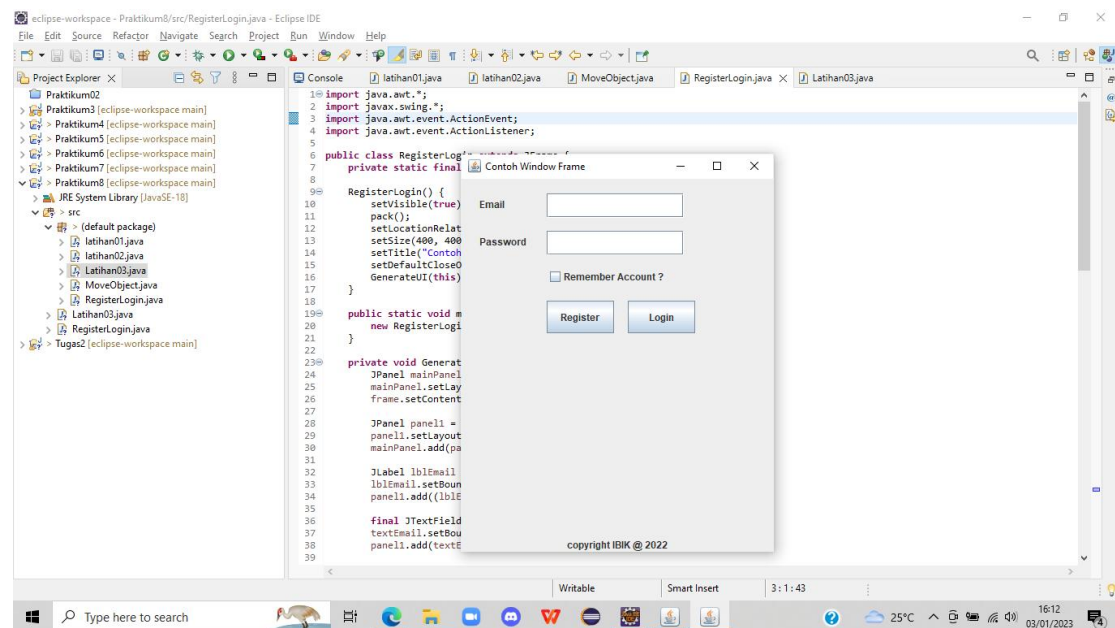 eclipse-workspace - Praktikum8/src/RegisterLogin.java - Eclipse IDE
File Edit Source Refactor Navigate Search Project Run Window Help
Project Explorer
Console latihan01.java latihan02.java MoveObject.java RegisterLogin.java Latihan03.java
Praktikum02
Praktikum3 [eclipse-workspace main]
> Praktikum4 [eclipse-workspace main]
> Praktikum5 [eclipse-workspace main]
> Praktikum6 [eclipse-workspace main]
> Praktikum7 [eclipse-workspace main]
> Praktikum8 [eclipse-workspace main]
JRE System Library [JavaSE-18]
> src
> (default package)
latihan01.java
latihan02.java
Latihan03.java
MoveObject.java
RegisterLogin.java
Latihan03.java
RegisterLogin.java
> Tugas2 [eclipse-workspace main]
1 import java.awt.*;
2 import javax.swing.*;
3 import java.awt.event.ActionEvent;
4 import java.awt.event.ActionListener;
5
6 public class RegisterLogin extends JFrame {
7 private static final
8
9 RegisterLogin() {
10 setVisible(true)
11 pack();
12 setLocationRelat
13 setSize(400, 400
14 setTitle("Contoh
15 setDefaultCloseO
16 GenerateUI(this)
17 }
18
19 public static void m
20 new RegisterLogi
21 }
22
23 private void Generat
24 JPanel mainPanel
25 mainPanel.setLay
26 frame.setContent
27
28 JPanel panel1 =
29 panel1.setLayout
30 mainPanel.add(pa
31
32 JLabel lblEmail
33 lblEmail.setBoun
34 panel1.add((lblE
35
36 final JTextField
37 textEmail.setBou
38 panel1.add(textE
39
Contoh Window Frame
Email
Password
Remember Account ?
Register Login
copyright IBIK @ 2022
Writable Smart Insert 3 : 1 : 43
Type here to search
25°C
16:12
03/01/2023
4